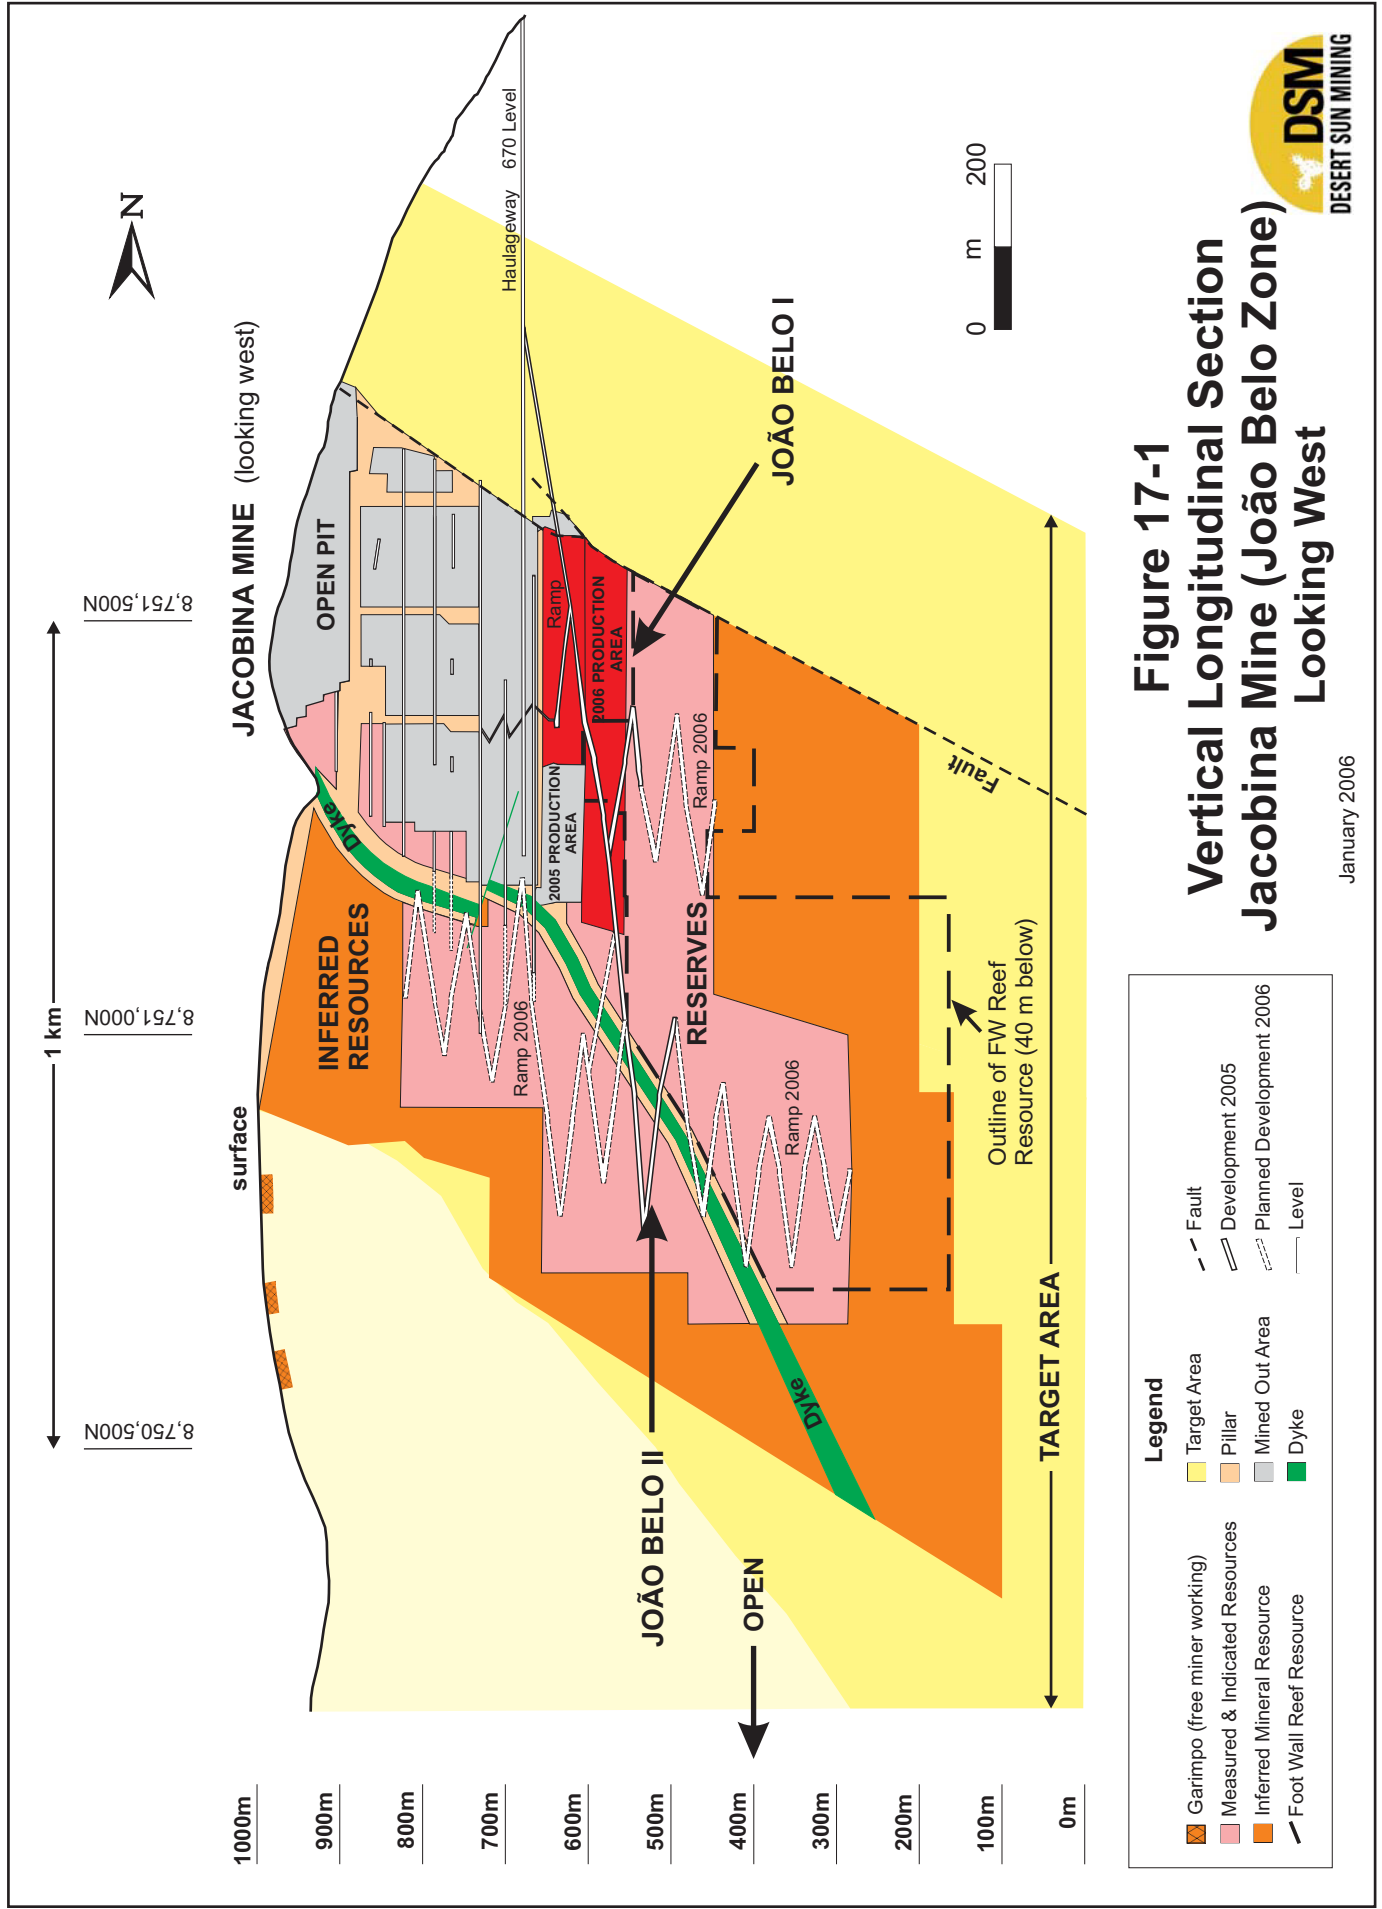 1 km
8,750,500N
8,751,000N
8,751,500N
N
JACOBINA MINE (looking west)
surface
1000m
900m
800m
700m
600m
500m
400m
300m
200m
100m
0m
OPEN PIT
Dyke
INFERRED
RESOURCES
Haulageway 670 Level
Ramp
2005 PRODUCTION
AREA
2006 PRODUCTION
AREA
Ramp 2006
Ramp 2006
Ramp 2006
RESERVES
JOÃO BELO I
JOÃO BELO II
OPEN
Dyke
Fault
Outline of FW Reef
Resource (40 m below)
TARGET AREA
0 m 200
Legend
Garimpo (free miner working)
Measured & Indicated Resources
Inferred Mineral Resource
Foot Wall Reef Resource
Target Area
Pillar
Mined Out Area
Dyke
Fault
Development 2005
Planned Development 2006
Level
Figure 17-1
Vertical Longitudinal Section
Jacobina Mine (João Belo Zone)
Looking West
January 2006
DSM
DESERT SUN MINING